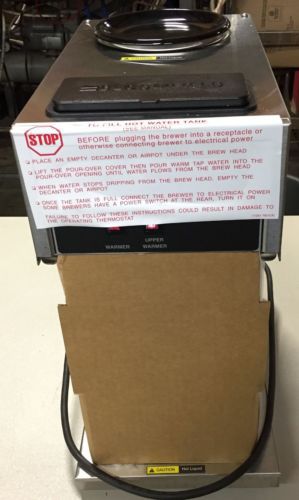 TO FILL HOT WATER TANK
(SEE MANUAL)
STOP
BEFORE plugging the brewer into a receptacle or
otherwise connecting brewer to electrical power
PLACE AN EMPTY DECANTER OR AIRPOT UNDER THE BREW HEAD
LIFT THE POUR-OVER COVER THEN POUR WARM TAP WATER INTO THE
POUR-OVER OPENING UNTIL WATER FLOWS FROM THE BREW HEAD
WHEN WATER STOPS DRIPPING FROM THE BREW HEAD, EMPTY THE
DECANTER OR AIRPOT
ONCE THE TANK IS FULL CONNECT THE BREWER TO ELECTRICAL POWER
SOME BREWERS HAVE A POWER SWITCH AT THE REAR, TURN IT ON
FAILURE TO FOLLOW THESE INSTRUCTIONS COULD RESULT IN DAMAGE TO
THE OPERATING THERMOSTAT
WARMER
UPPER
WARMER
CAUTION Hot Liquid